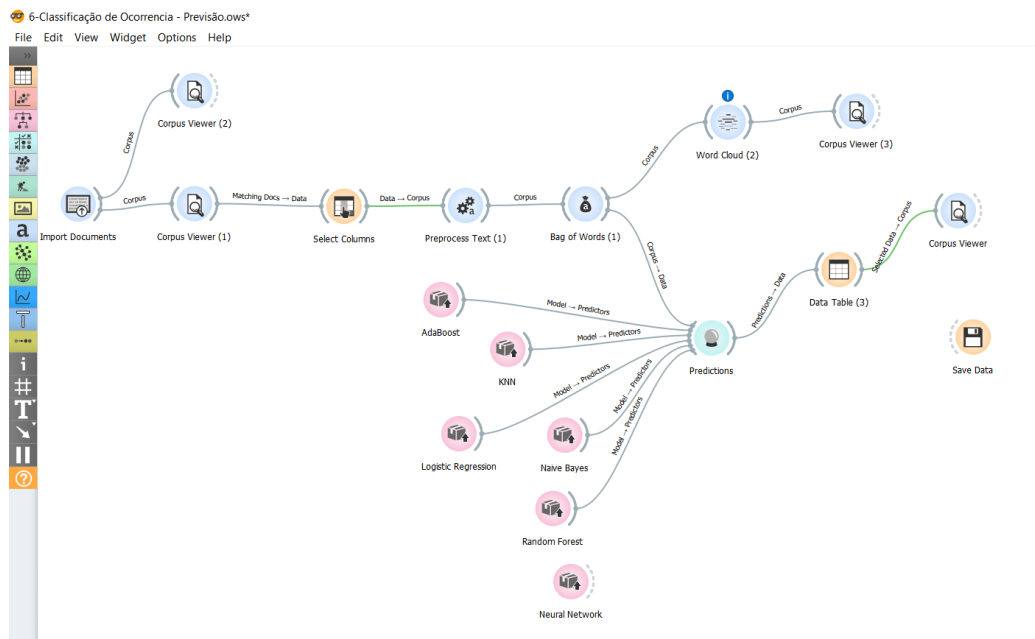 6-Classificação de Ocorrencia - Previsão.ows*
File Edit View Widget Options Help
Corpus Viewer (2)
Corpus
Word Cloud (2)
Corpus
Corpus Viewer (3)
Corpus
Import Documents
Corpus
Corpus Viewer (1)
Matching Docs → Data
Select Columns
Data → Corpus
Preprocess Text (1)
Corpus
Bag of Words (1)
Corpus → Data
Selected Data → Corpus
Corpus Viewer
Predictions → Data
Data Table (3)
AdaBoost
Model → Predictors
KNN
Model → Predictors
Predictions
Save Data
Logistic Regression
Model → Predictors
Naive Bayes
Model → Predictors
Random Forest
Model → Predictors
Neural Network